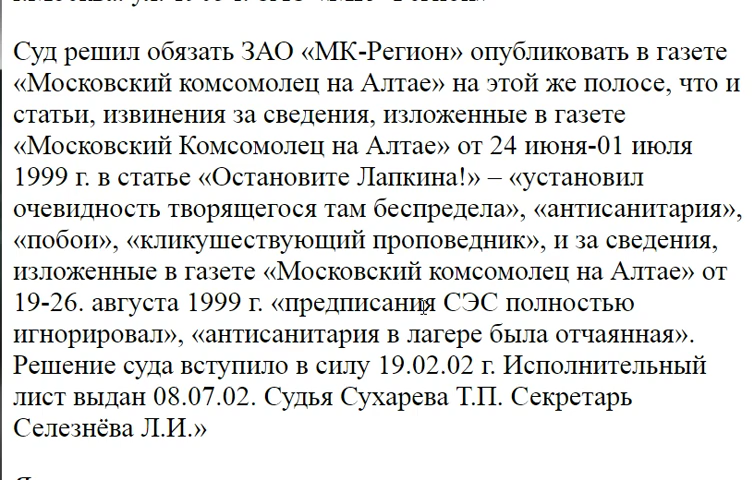 Суд решил обязать ЗАО «МК-Регион» опубликовать в газете
«Московский комсомолец на Алтае» на этой же полосе, что и
статьи, извинения за сведения, изложенные в газете
«Московский Комсомолец на Алтае» от 24 июня-01 июля
1999 г. в статье «Остановите Лапкина!» – «установил
очевидность творящегося там беспредела», «антисанитария»,
«побои», «кликушествующий проповедник», и за сведения,
изложенные в газете «Московский комсомолец на Алтае» от
19-26. августа 1999 г. «предписания СЭС полностью
игнорировал», «антисанитария в лагере была отчаянная».
Решение суда вступило в силу 19.02.02 г. Исполнительный
лист выдан 08.07.02. Судья Сухарева Т.П. Секретарь
Селезнёва Л.И.»